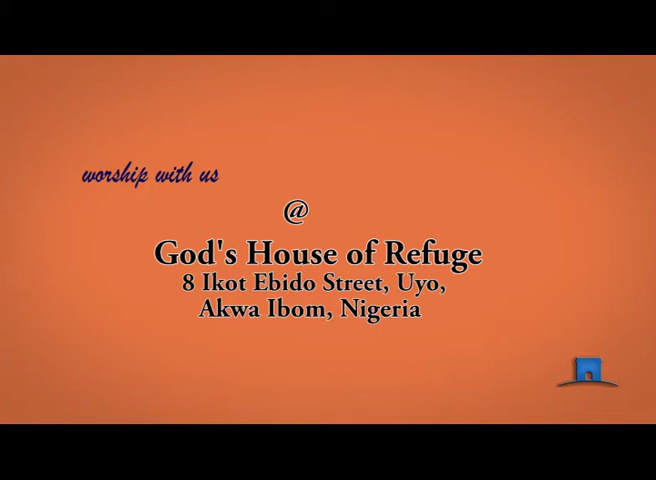 worship with us
@
God's House of Refuge
8 Ikot Ebido Street, Uyo,
Akwa Ibom, Nigeria